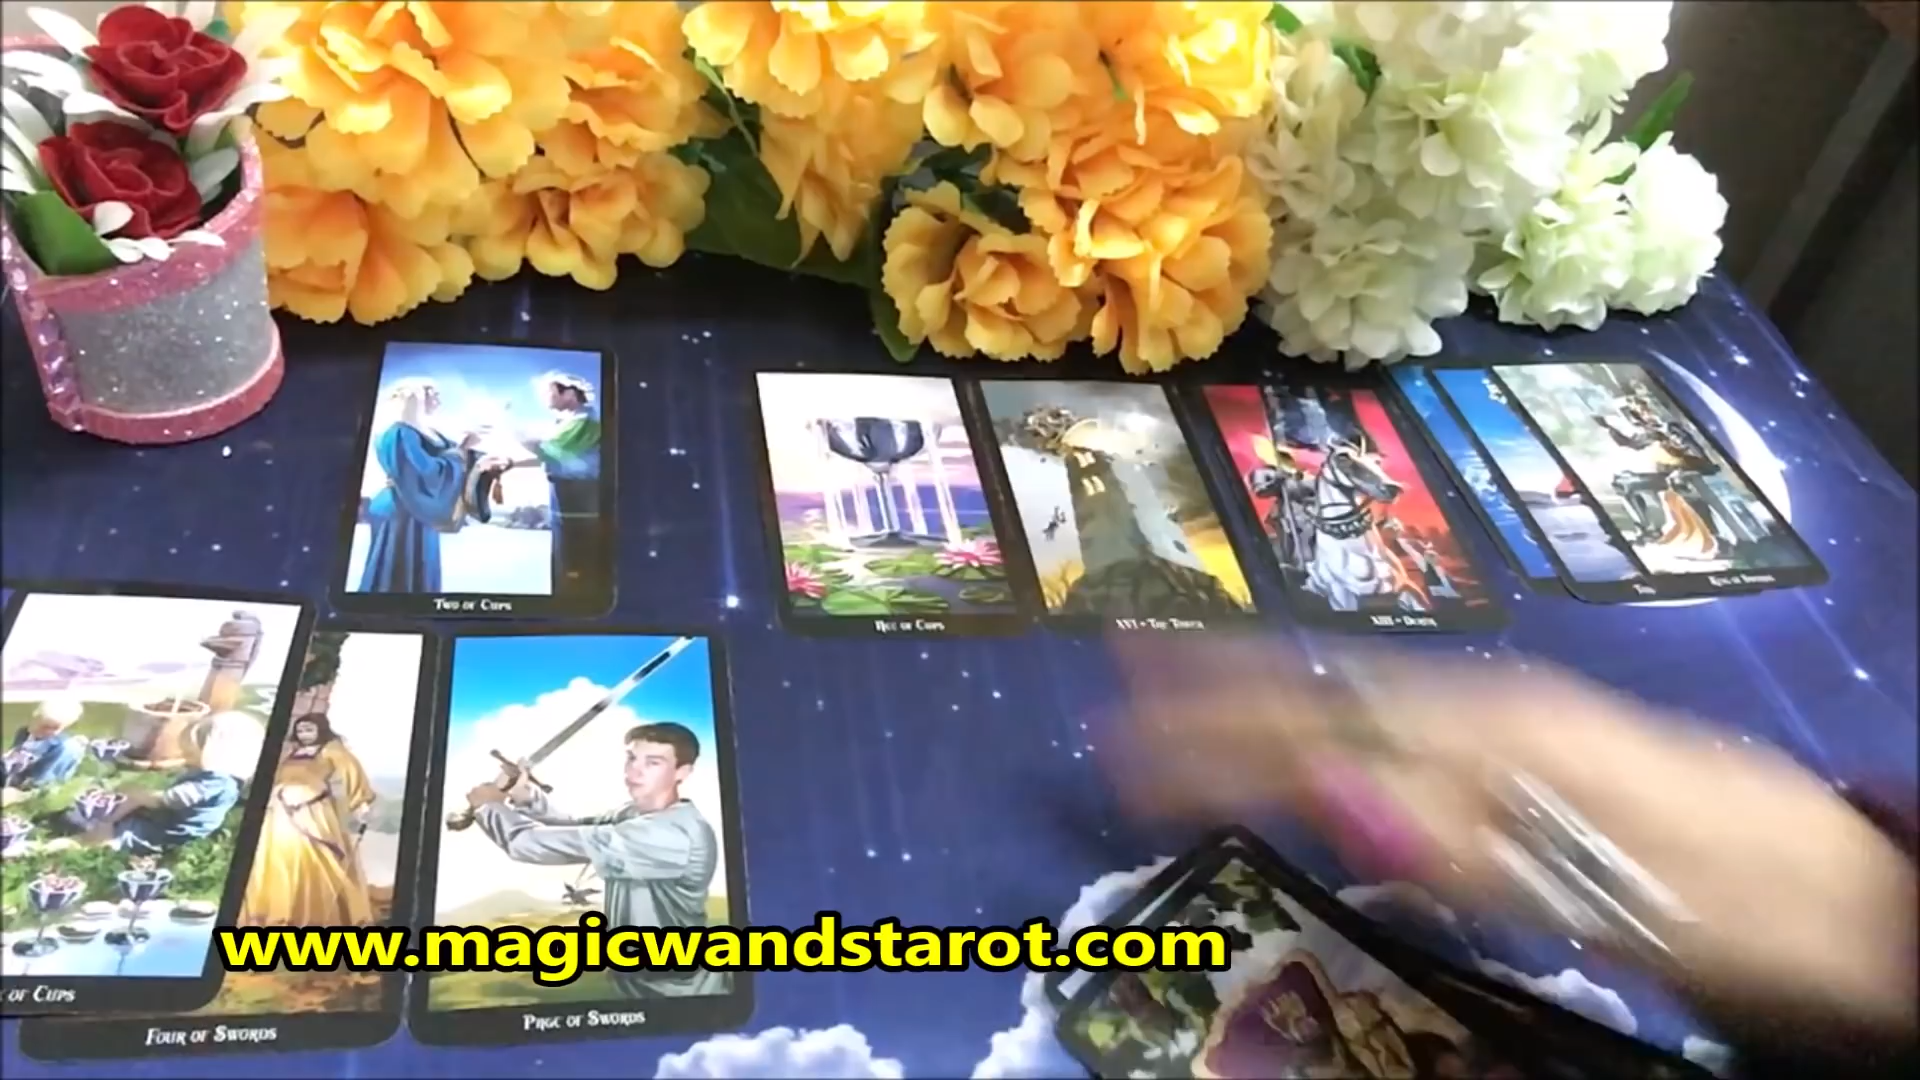 Two of Cups
Ace of Cups
XVI • The Tower
XIII • Death
King of Swords
of Cups
Four of Swords
Page of Swords
www.magicwandstarot.com